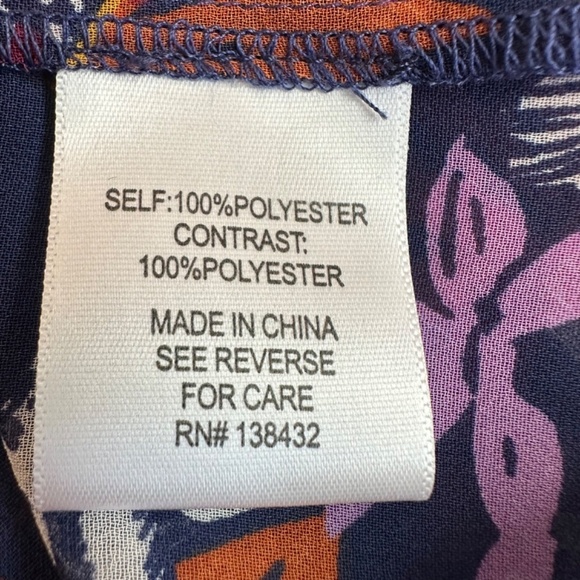 SELF:100%POLYESTER
CONTRAST:
100%POLYESTER
MADE IN CHINA
SEE REVERSE
FOR CARE
RN# 138432